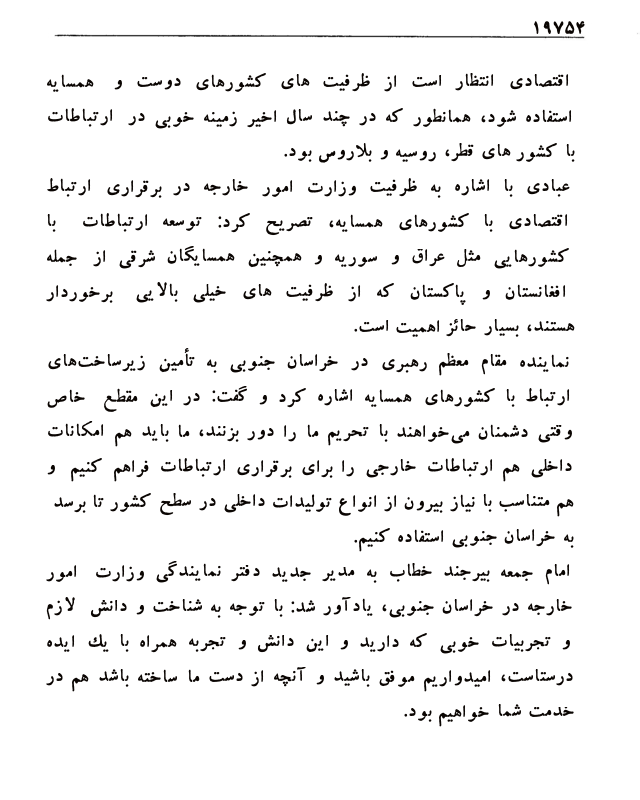 ۱۹۷۵۴
اقتصادی انتظار است از ظرفیت های کشورهای دوست و همسایه
استفاده شود، همانطور که در چند سال اخیر زمینه خوبی در ارتباطات
با کشور های قطر، روسیه و بلاروس بود.
عبادی با اشاره به ظرفیت وزارت امور خارجه در برقراری ارتباط
اقتصادی با کشورهای همسایه، تصریح کرد: توسعه ارتباطات با
کشورهایی مثل عراق و سوریه و همچنین همسایگان شرقی از جمله
افغانستان و پاکستان که از ظرفیت های خیلی بالایی برخوردار
هستند، بسیار حائز اهمیت است.
نماینده مقام معظم رهبری در خراسان جنوبی به تأمین زیرساخت‌های
ارتباط با کشورهای همسایه اشاره کرد و گفت: در این مقطع خاص
وقتی دشمنان می‌خواهند با تحریم ما را دور بزنند، ما باید هم امکانات
داخلی هم ارتباطات خارجی را برای برقراری ارتباطات فراهم کنیم و
هم متناسب با نیاز بیرون از انواع تولیدات داخلی در سطح کشور تا برسد
به خراسان جنوبی استفاده کنیم.
امام جمعه بیرجند خطاب به مدیر جدید دفتر نمایندگی وزارت امور
خارجه در خراسان جنوبی، یادآور شد: با توجه به شناخت و دانش لازم
و تجربیات خوبی که دارید و این دانش و تجربه همراه با یك ایده
درستاست، امیدواریم موفق باشید و آنچه از دست ما ساخته باشد هم در
خدمت شما خواهیم بود.